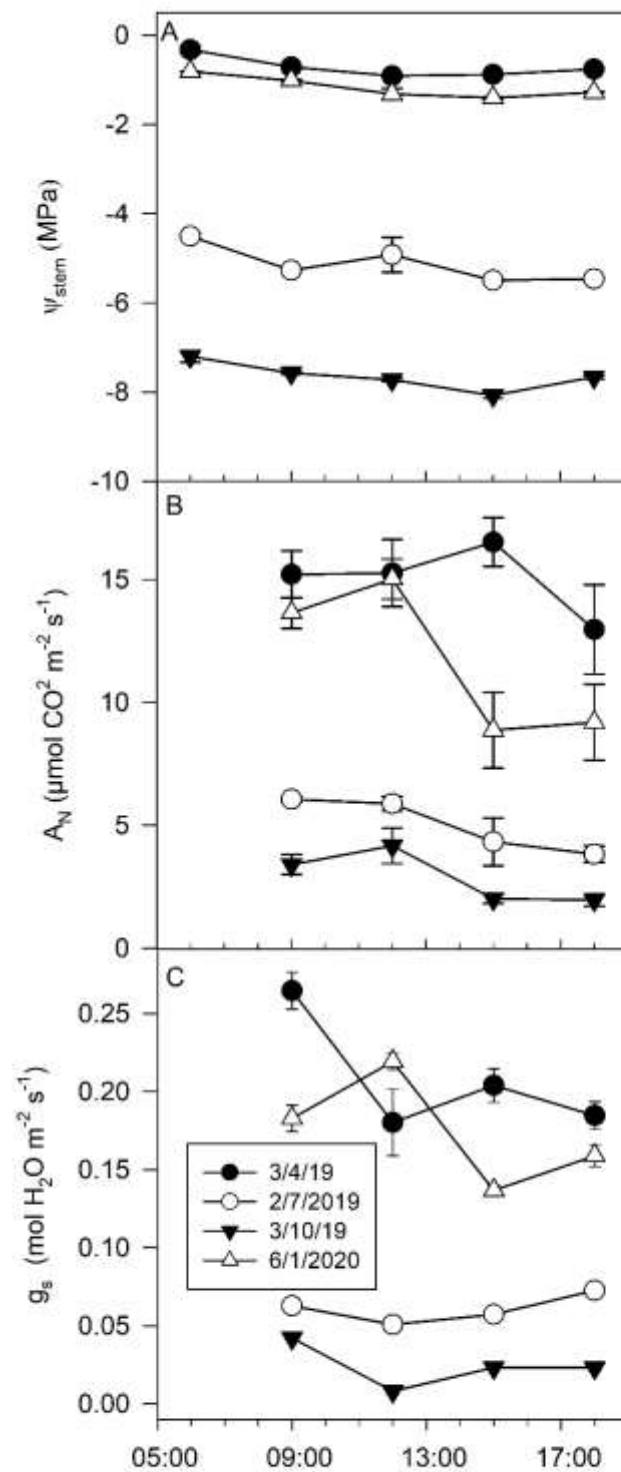 A
0
-2
-4
-6
-8
-10
Ψstem (MPa)
B
15
10
5
0
AN (µmol CO² m⁻² s⁻¹)
C
0.25
0.20
0.15
0.10
0.05
0.00
gs (mol H₂O m⁻² s⁻¹)
3/4/19
2/7/2019
3/10/19
6/1/2020
05:00 09:00 13:00 17:00